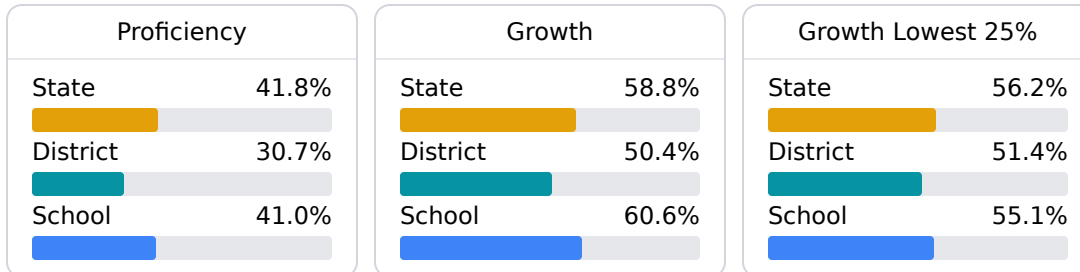 Proficiency
State 41.8%
District 30.7%
School 41.0%
Growth
State 58.8%
District 50.4%
School 60.6%
Growth Lowest 25%
State 56.2%
District 51.4%
School 55.1%